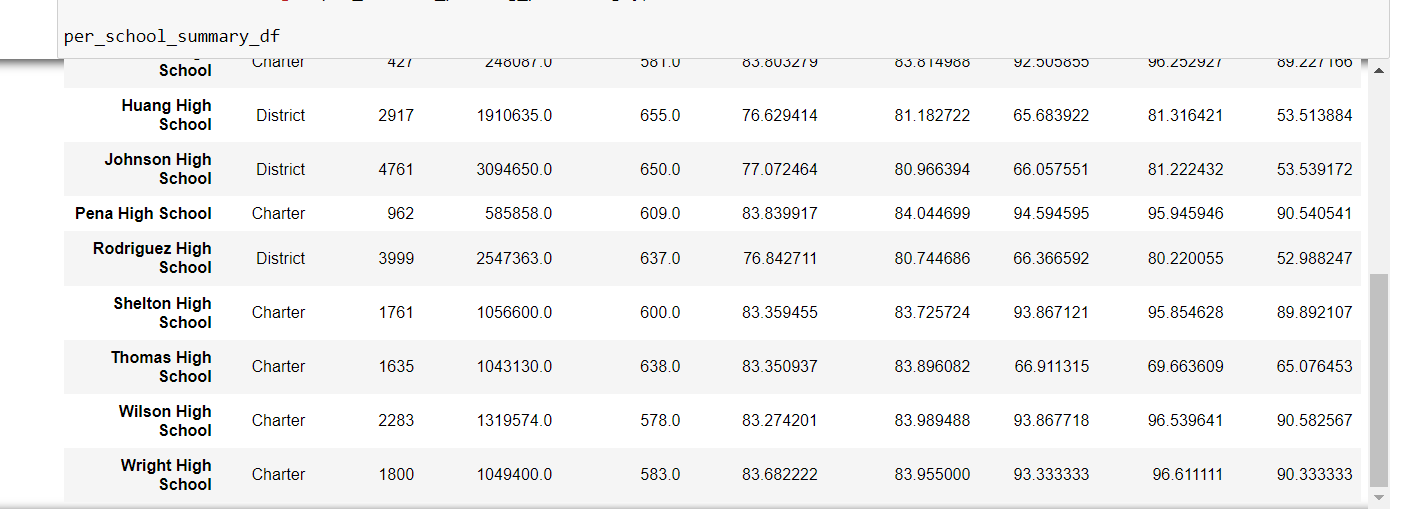 per_school_summary_df
School Charter 427 248087.0 581.0 83.803279 83.814988 92.505855 96.252927 89.227166
Huang High
School District 2917 1910635.0 655.0 76.629414 81.182722 65.683922 81.316421 53.513884
Johnson High
School District 4761 3094650.0 650.0 77.072464 80.966394 66.057551 81.222432 53.539172
Pena High School Charter 962 585858.0 609.0 83.839917 84.044699 94.594595 95.945946 90.540541
Rodriguez High
School District 3999 2547363.0 637.0 76.842711 80.744686 66.366592 80.220055 52.988247
Shelton High
School Charter 1761 1056600.0 600.0 83.359455 83.725724 93.867121 95.854628 89.892107
Thomas High
School Charter 1635 1043130.0 638.0 83.350937 83.896082 66.911315 69.663609 65.076453
Wilson High
School Charter 2283 1319574.0 578.0 83.274201 83.989488 93.867718 96.539641 90.582567
Wright High
School Charter 1800 1049400.0 583.0 83.682222 83.955000 93.333333 96.611111 90.333333